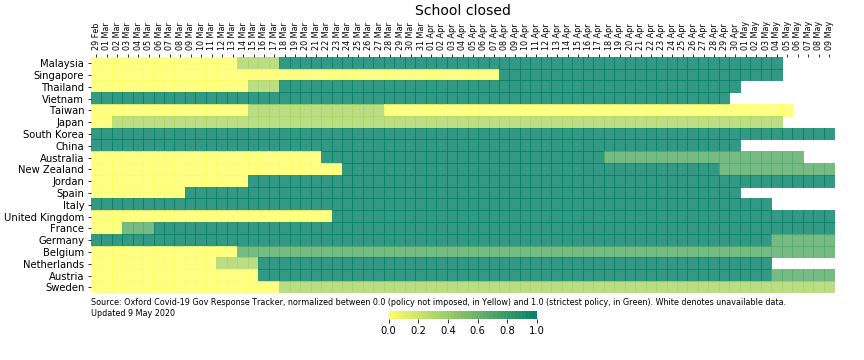 School closed
29 Feb
01 Mar
02 Mar
03 Mar
04 Mar
05 Mar
06 Mar
07 Mar
08 Mar
09 Mar
10 Mar
11 Mar
12 Mar
13 Mar
14 Mar
15 Mar
16 Mar
17 Mar
18 Mar
19 Mar
20 Mar
21 Mar
22 Mar
23 Mar
24 Mar
25 Mar
26 Mar
27 Mar
28 Mar
29 Mar
30 Mar
31 Mar
01 Apr
02 Apr
03 Apr
04 Apr
05 Apr
06 Apr
07 Apr
08 Apr
09 Apr
10 Apr
11 Apr
12 Apr
13 Apr
14 Apr
15 Apr
16 Apr
17 Apr
18 Apr
19 Apr
20 Apr
21 Apr
22 Apr
23 Apr
24 Apr
25 Apr
26 Apr
27 Apr
28 Apr
29 Apr
30 Apr
01 May
02 May
03 May
04 May
05 May
06 May
07 May
08 May
09 May
Malaysia
Singapore
Thailand
Vietnam
Taiwan
Japan
South Korea
China
Australia
New Zealand
Jordan
Spain
Italy
United Kingdom
France
Germany
Belgium
Netherlands
Austria
Sweden
Source: Oxford Covid-19 Gov Response Tracker, normalized between 0.0 (policy not imposed, in Yellow) and 1.0 (strictest policy, in Green). White denotes unavailable data.
Updated 9 May 2020
0.0 0.2 0.4 0.6 0.8 1.0